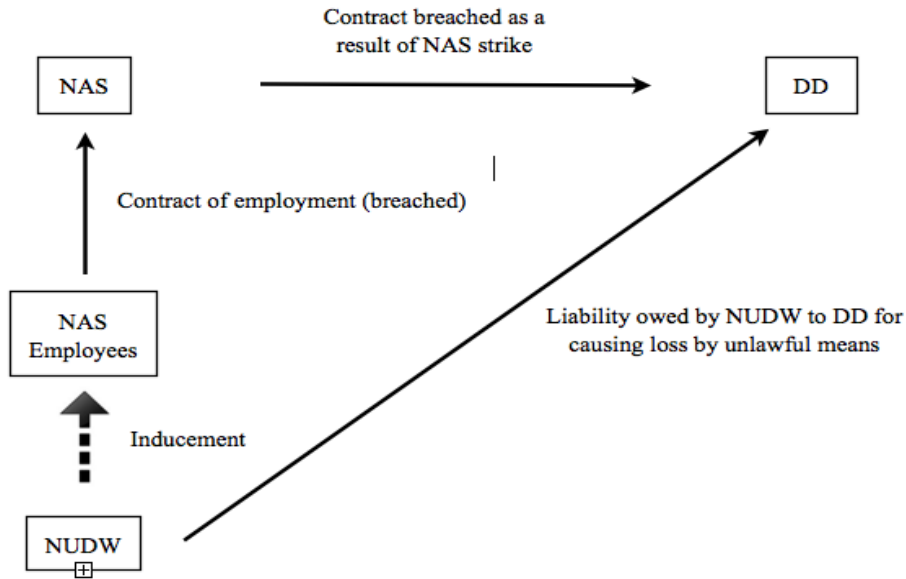 Contract breached as a
result of NAS strike
NAS
DD
Contract of employment (breached)
NAS
Employees
Liability owed by NUDW to DD for
causing loss by unlawful means
Inducement
NUDW